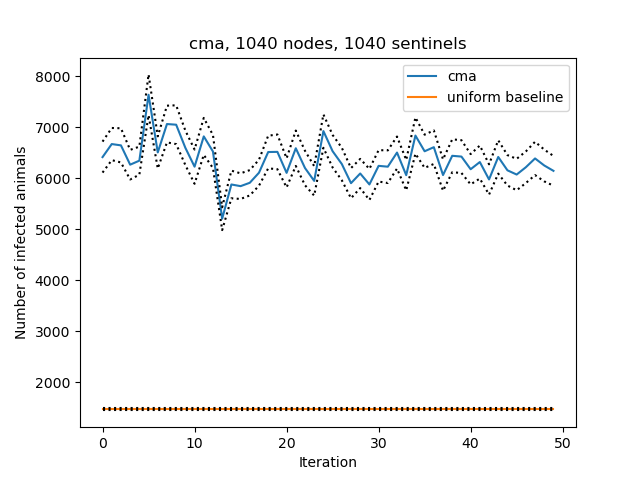 cma, 1040 nodes, 1040 sentinels
cma
uniform baseline
8000
7000
6000
5000
4000
3000
2000
Number of infected animals
0 10 20 30 40 50
Iteration